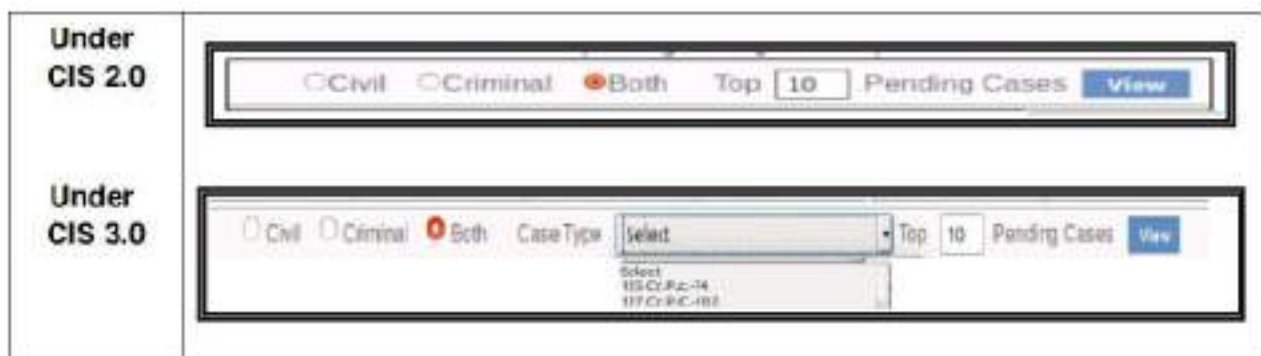 Under
CIS 2.0
Civil Criminal Both Top 10 Pending Cases View
Under
CIS 3.0
Civil Criminal Both Case Type Select Top 10 Pending Cases View
Select